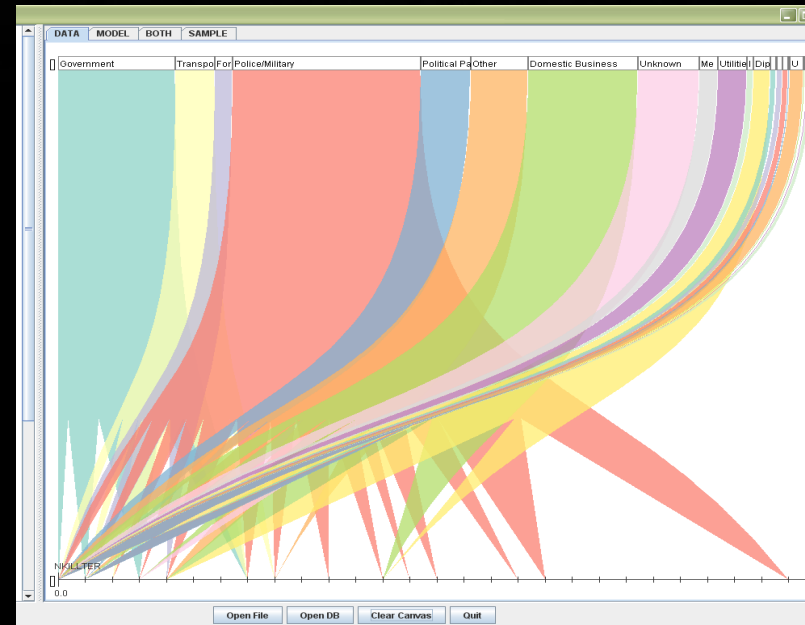 DATA MODEL BOTH SAMPLE
Government Transpo For Police/Military Political Pa Other Domestic Business Unknown Me Utilitie I Dip U
NKILLTER
0.0
Open File Open DB Clear Canvas Quit